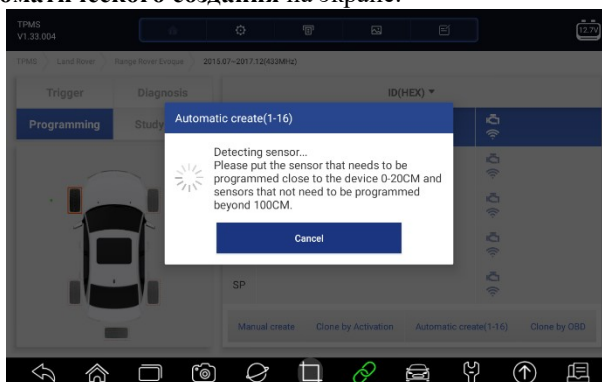 оматического создания на экране.
TPMS
V1.33.004
12.7V
TPMS > Land Rover > Range Rover Evoque > 2016.07~2017.12(433MHz)
Trigger Diagnosis ID(HEX) ▼
Programming Study
Automatic create(1-16)
Detecting sensor...
Please put the sensor that needs to be
programmed close to the device 0-20CM and
sensors that not need to be programmed
beyond 100CM.
Cancel
SP
Manual create Clone by Activation Automatic create(1-16) Clone by OBD